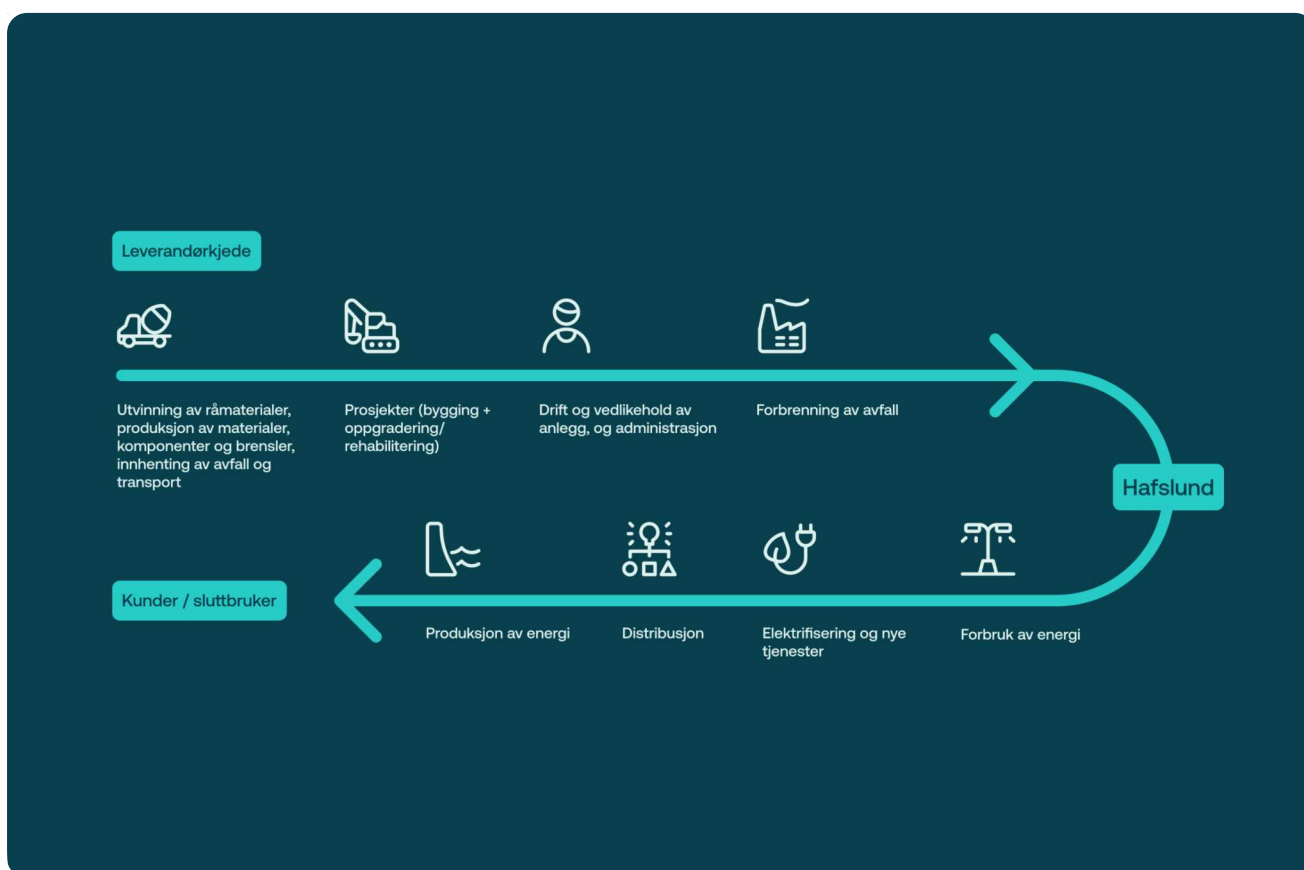 Leverandørkjede
Utvinning av råmaterialer,
produksjon av materialer,
komponenter og brensler,
innhenting av avfall og
transport
Prosjekter (bygging +
oppgradering/
rehabilitering)
Drift og vedlikehold av
anlegg, og administrasjon
Forbrenning av avfall
Hafslund
Kunder / sluttbruker
Produksjon av energi
Distribusjon
Elektrifisering og nye
tjenester
Forbruk av energi